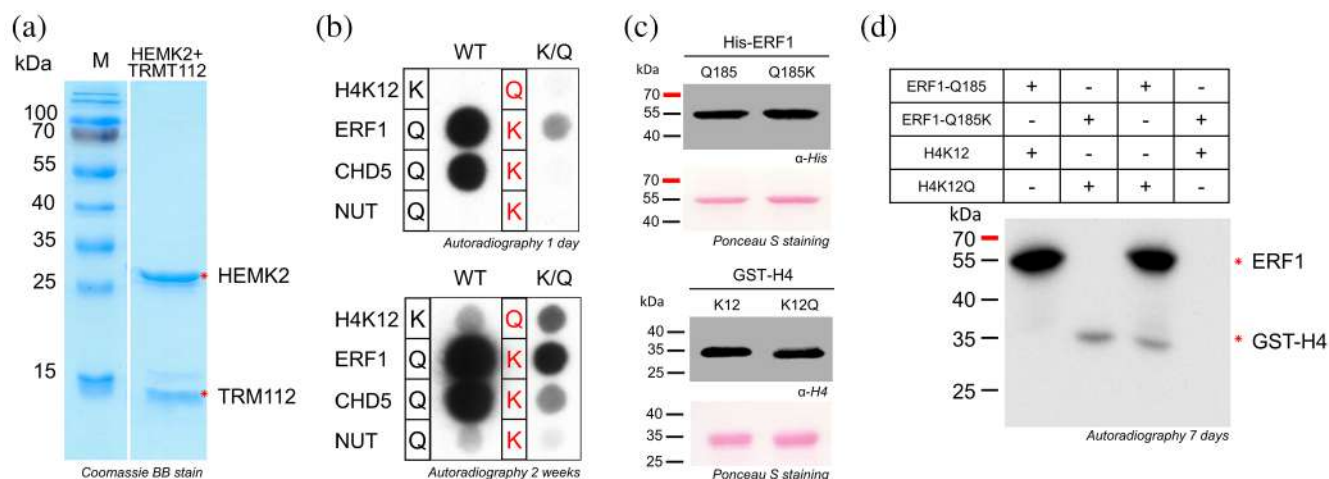 (a)
kDa
M
HEMK2+
TRMT112
100
70
55
40
35
25
15
HEMK2
TRM112
Coomassie BB stain
(b)
WT
K/Q
H4K12 K Q
ERF1 Q K
CHD5 Q K
NUT Q K
Autoradiography 1 day
WT
K/Q
H4K12 K Q
ERF1 Q K
CHD5 Q K
NUT Q K
Autoradiography 2 weeks
(c)
His-ERF1
kDa Q185 Q185K
70
55
40
α-His
70
55
40
Ponceau S staining
GST-H4
kDa K12 K12Q
40
35
25
α-H4
40
35
25
Ponceau S staining
(d)
ERF1-Q185 + - + -
ERF1-Q185K - + - +
H4K12 + - - +
H4K12Q - + + -
kDa
70
55
40
35
25
* ERF1
* GST-H4
Autoradiography 7 days